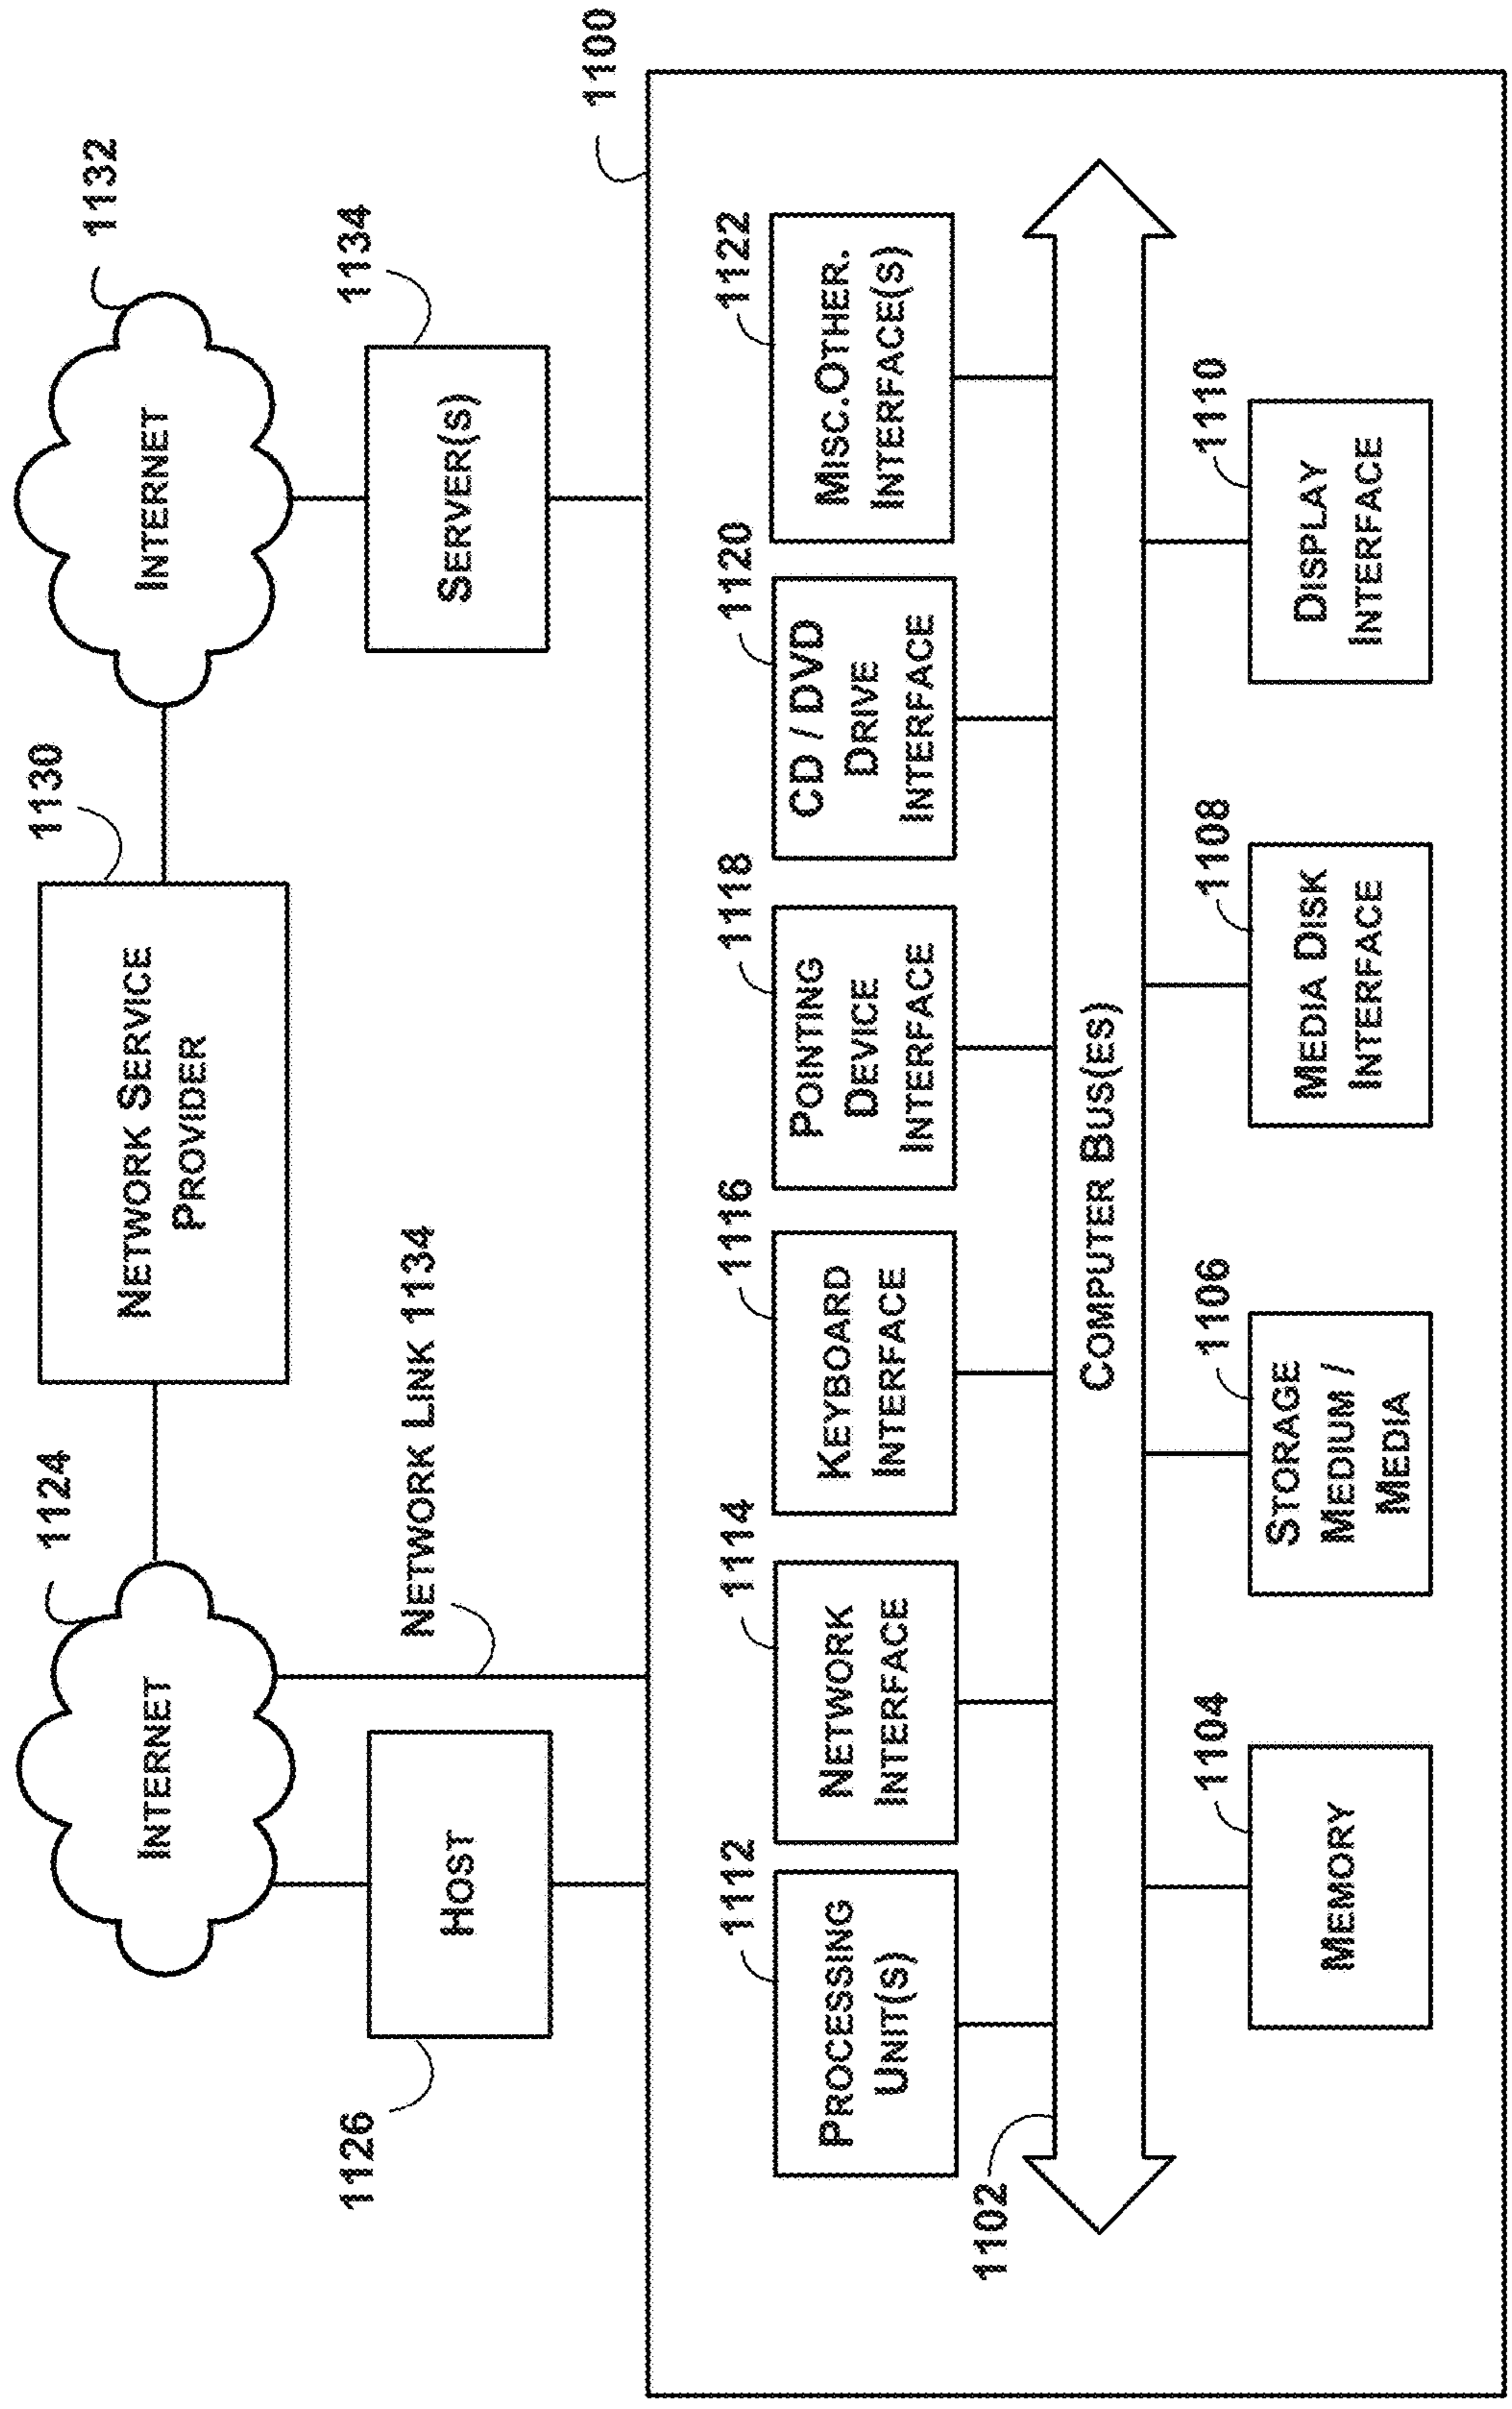 1124
INTERNET
1130
NETWORK SERVICE
PROVIDER
1132
INTERNET
1126
HOST
NETWORK LINK 1134
1134
SERVER(S)
1100
1112
PROCESSING
UNIT(S)
1114
NETWORK
INTERFACE
1116
KEYBOARD
INTERFACE
1118
POINTING
DEVICE
INTERFACE
1120
CD / DVD
DRIVE
INTERFACE
1122
MISC.OTHER.
INTERFACE(S)
1102
COMPUTER BUS(ES)
1104
MEMORY
1106
STORAGE
MEDIUM /
MEDIA
1108
MEDIA DISK
INTERFACE
1110
DISPLAY
INTERFACE